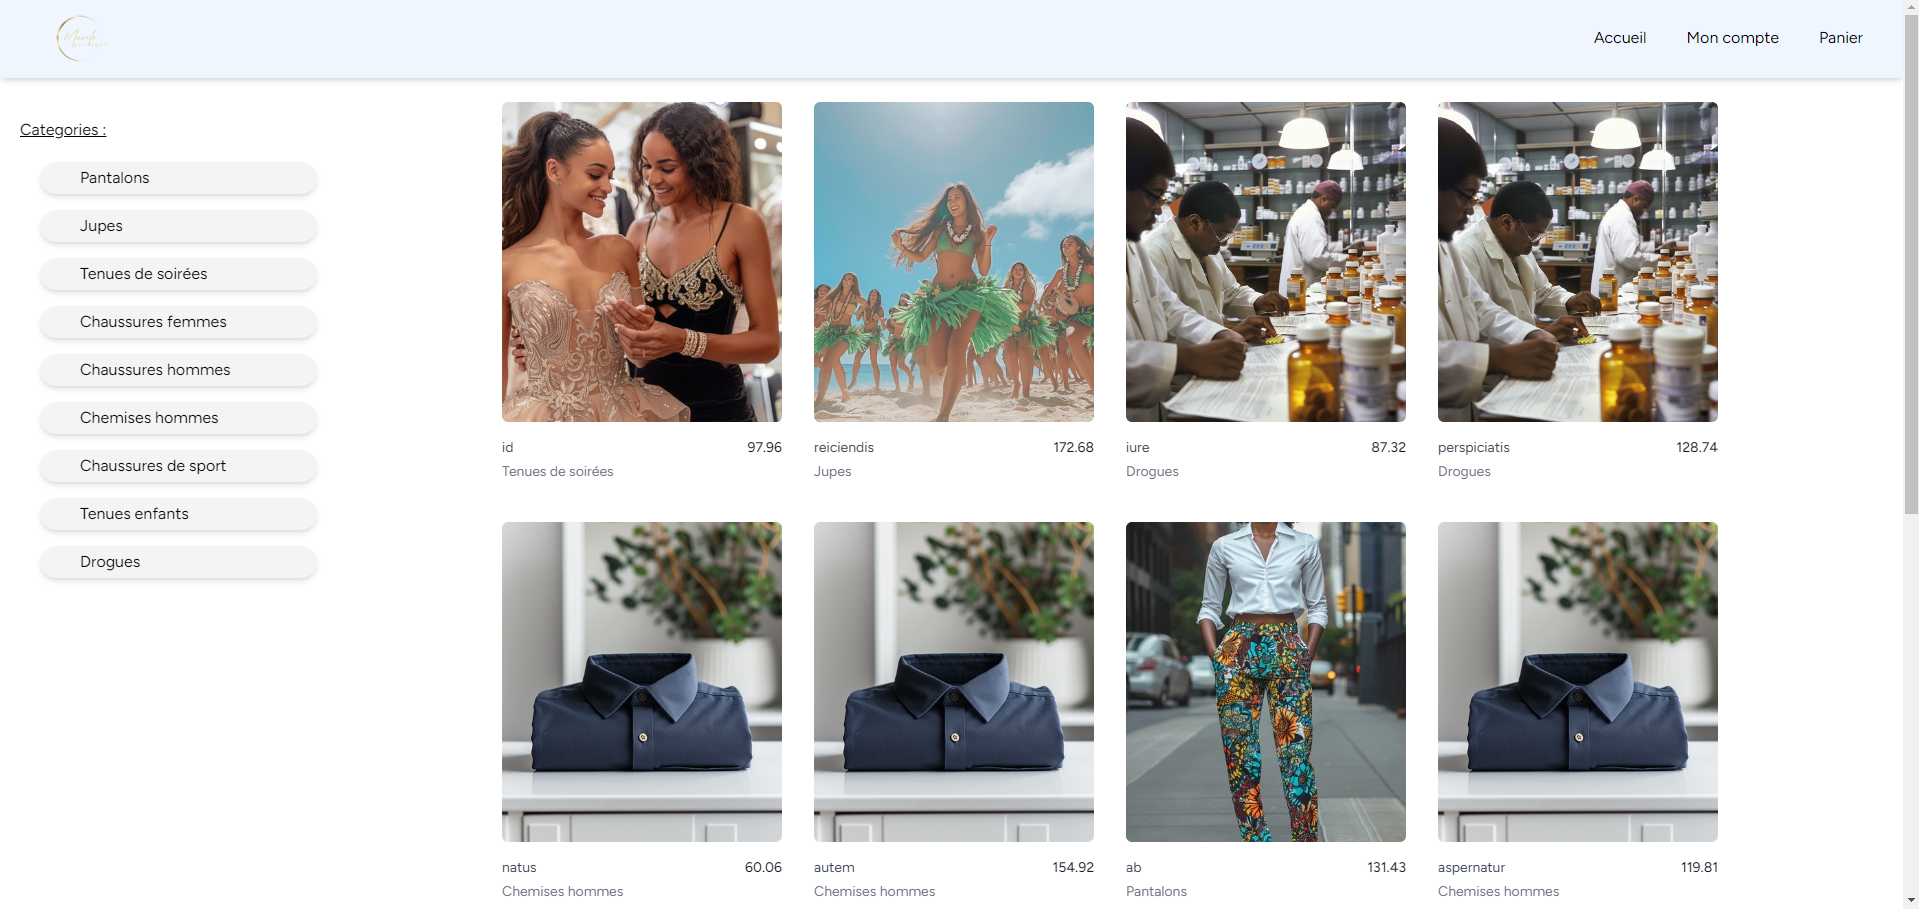 Accueil
Mon compte
Panier
Categories :
Pantalons
Jupes
Tenues de soirées
Chaussures femmes
Chaussures hommes
Chemises hommes
Chaussures de sport
Tenues enfants
Drogues
id 97.96
Tenues de soirées
reiciendis 172.68
Jupes
iure 87.32
Drogues
perspiciatis 128.74
Drogues
natus 60.06
Chemises hommes
autem 154.92
Chemises hommes
ab 131.43
Pantalons
aspernatur 119.81
Chemises hommes